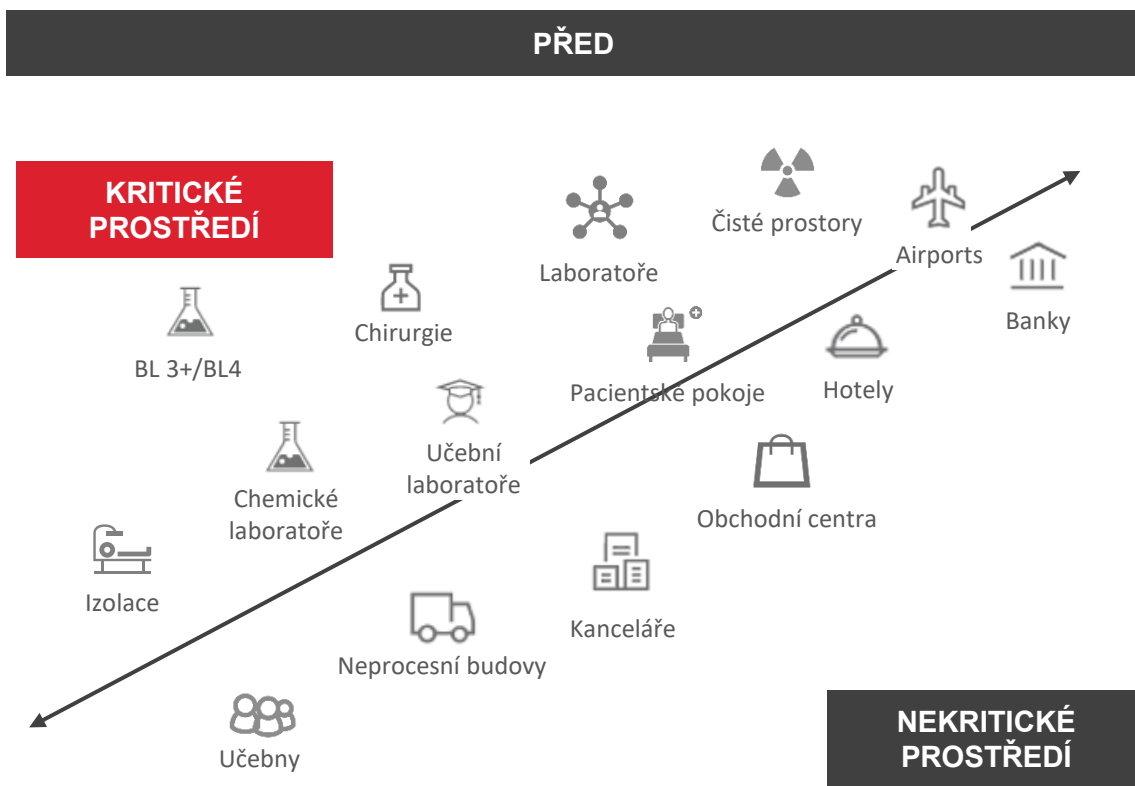 PŘED
KRITICKÉ
PROSTŘEDÍ
Čisté prostory
Airports
Laboratoře
Banky
Chirurgie
BL 3+/BL4
Pacientské pokoje
Hotely
Učební
laboratoře
Chemické
laboratoře
Obchodní centra
Izolace
Kanceláře
Neprocesní budovy
Učebny
NEKRITICKÉ
PROSTŘEDÍ